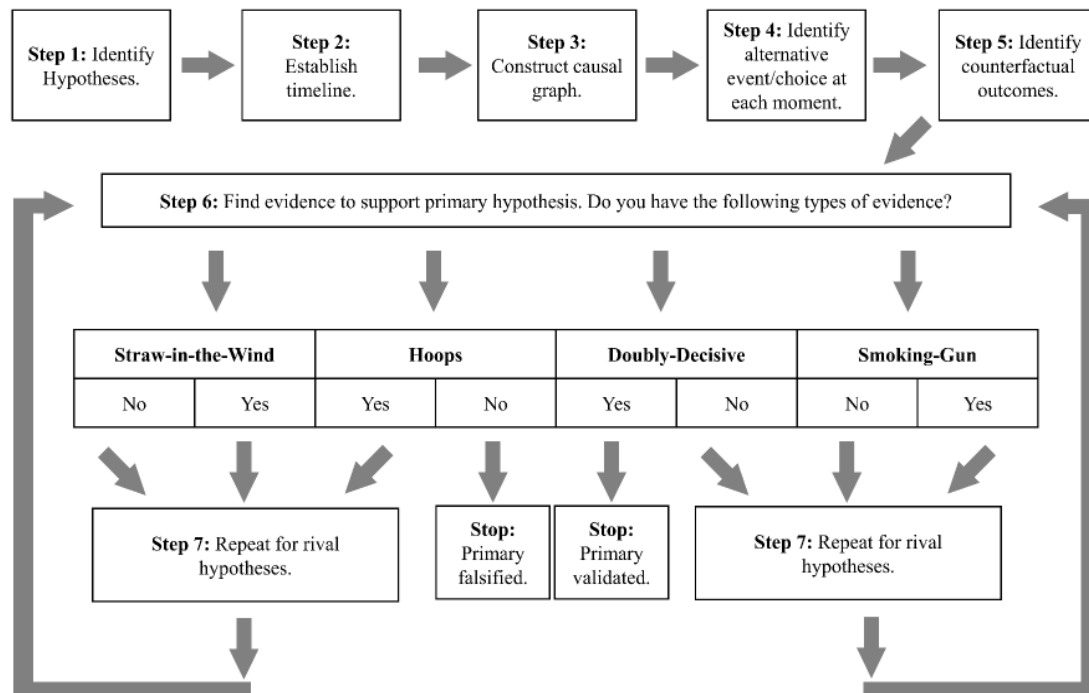 Step 1: Identify
Hypotheses.
Step 2:
Establish
timeline.
Step 3:
Construct causal
graph.
Step 4: Identify
alternative
event/choice at
each moment.
Step 5: Identify
counterfactual
outcomes.
Step 6: Find evidence to support primary hypothesis. Do you have the following types of evidence?
Straw-in-the-Wind
Hoops
Doubly-Decisive
Smoking-Gun
No
Yes
Yes
No
Yes
No
No
Yes
Step 7: Repeat for rival
hypotheses.
Stop:
Primary
falsified.
Stop:
Primary
validated.
Step 7: Repeat for rival
hypotheses.